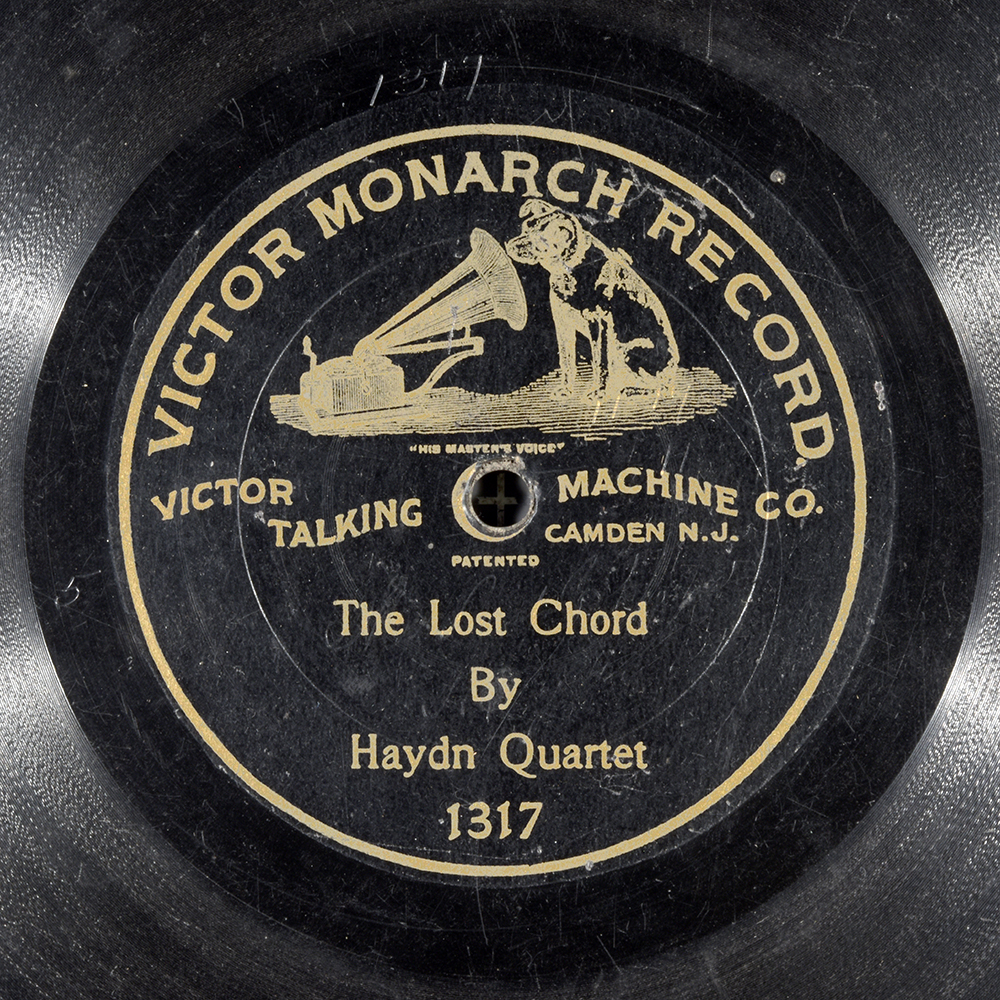 1317
VICTOR MONARCH RECORD.
"HIS MASTER'S VOICE"
VICTOR TALKING MACHINE CO.
CAMDEN N.J.
PATENTED
The Lost Chord
By
Haydn Quartet
1317